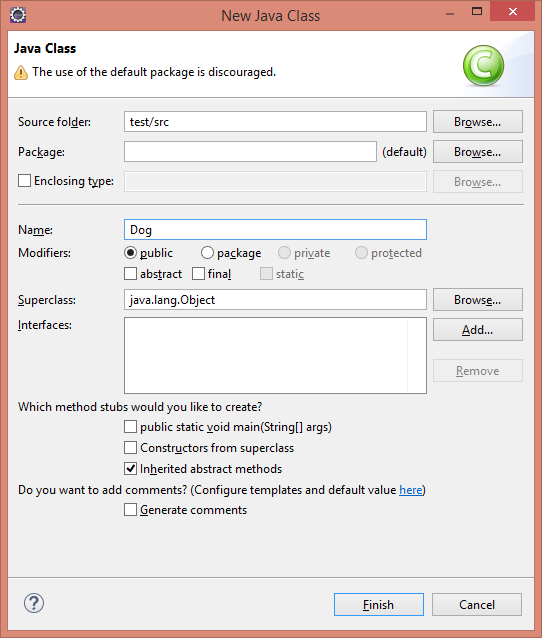 New Java Class
Java Class
The use of the default package is discouraged.
Source folder: test/src Browse...
Package: (default) Browse...
Enclosing type: Browse...
Name: Dog
Modifiers: public package private protected
abstract final static
Superclass: java.lang.Object Browse...
Interfaces: Add...
Remove
Which method stubs would you like to create?
public static void main(String[] args)
Constructors from superclass
Inherited abstract methods
Do you want to add comments? (Configure templates and default value here)
Generate comments
? Finish Cancel